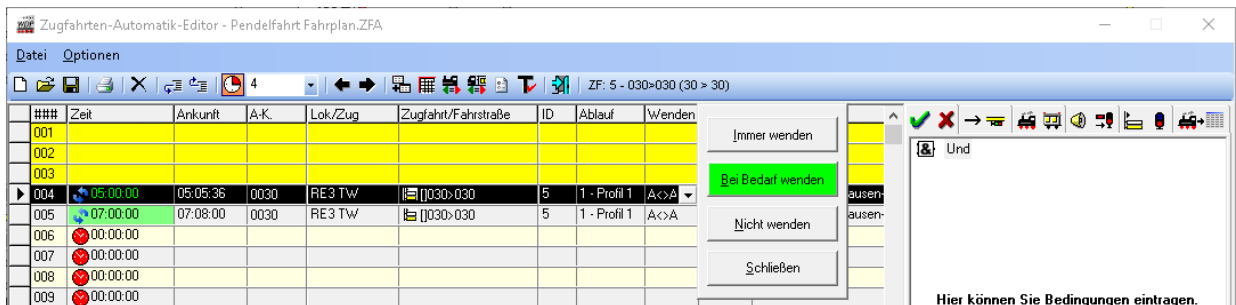 Zugfahrten-Automatik-Editor - Pendelfahrt Fahrplan.ZFA
Datei Optionen
4 ZF: 5 - 030>030 (30 > 30)
### Zeit Ankunft A-K. Lok/Zug Zugfahrt/Fahrstraße ID Ablauf Wenden
001
002
003
004 05:00:00 05:05:36 0030 RE3 TW []030>030 5 1 - Profil 1 A<>A ausen-
005 07:00:00 07:08:00 0030 RE3 TW []030>030 5 1 - Profil 1 A<>A ausen-
006 00:00:00
007 00:00:00
008 00:00:00
009 00:00:00
Immer wenden
Bei Bedarf wenden
Nicht wenden
Schließen
{&} Und
Hier können Sie Bedingungen eintragen.